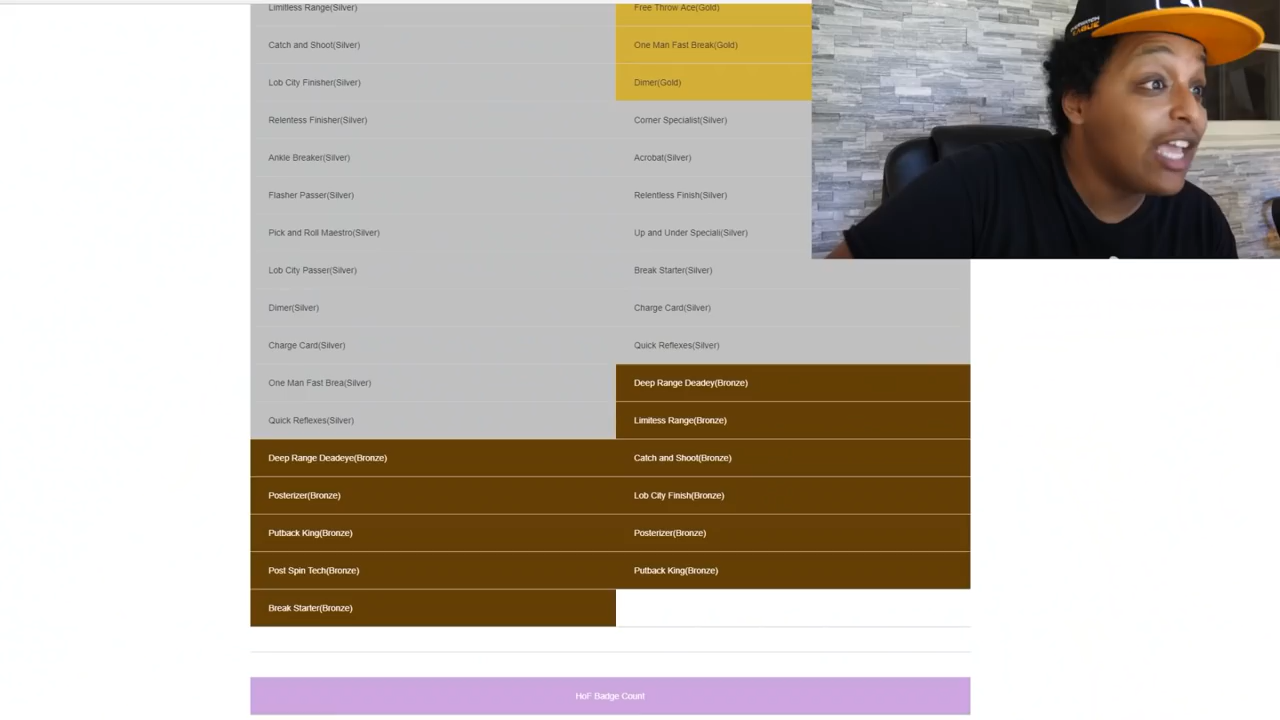 Limitless Range(Silver)
Free Throw Ace(Gold)
Catch and Shoot(Silver)
One Man Fast Break(Gold)
Lob City Finisher(Silver)
Dimer(Gold)
Relentess Finisher(Silver)
Corner Specialist(Silver)
Ankle Breaker(Silver)
Acrobat(Silver)
Flasher Passer(Silver)
Relentless Finish(Silver)
Pick and Roll Maestro(Silver)
Up and Under Speciali(Silver)
Lob City Passer(Silver)
Break Starter(Silver)
Dimer(Silver)
Charge Card(Silver)
Charge Card(Silver)
Quick Reflexes(Silver)
One Man Fast Brea(Silver)
Deep Range Deadey(Bronze)
Quick Reflexes(Silver)
Limitless Range(Bronze)
Deep Range Deadeye(Bronze)
Catch and Shoot(Bronze)
Posterizer(Bronze)
Lob City Finish(Bronze)
Putback King(Bronze)
Posterizer(Bronze)
Post Spin Tech(Bronze)
Putback King(Bronze)
Break Starter(Bronze)
HoF Badge Count